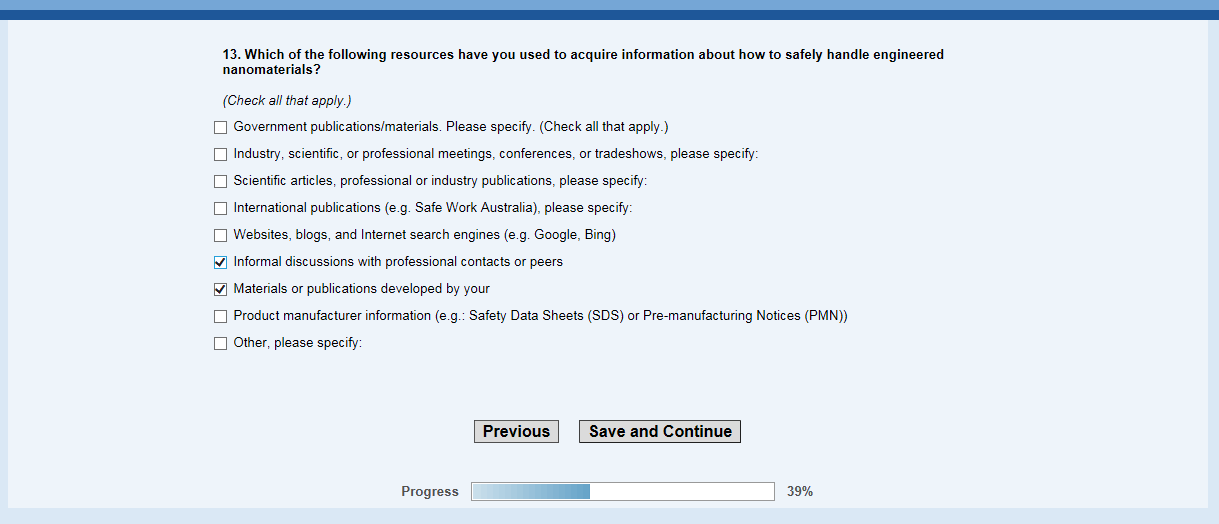 13. Which of the following resources have you used to acquire information about how to safely handle engineered
nanomaterials?
(Check all that apply.)
Government publications/materials. Please specify. (Check all that apply.)
Industry, scientific, or professional meetings, conferences, or tradeshows, please specify:
Scientific articles, professional or industry publications, please specify:
International publications (e.g. Safe Work Australia), please specify:
Websites, blogs, and Internet search engines (e.g. Google, Bing)
Informal discussions with professional contacts or peers
Materials or publications developed by your
Product manufacturer information (e.g.: Safety Data Sheets (SDS) or Pre-manufacturing Notices (PMN))
Other, please specify:
Previous Save and Continue
Progress 39%